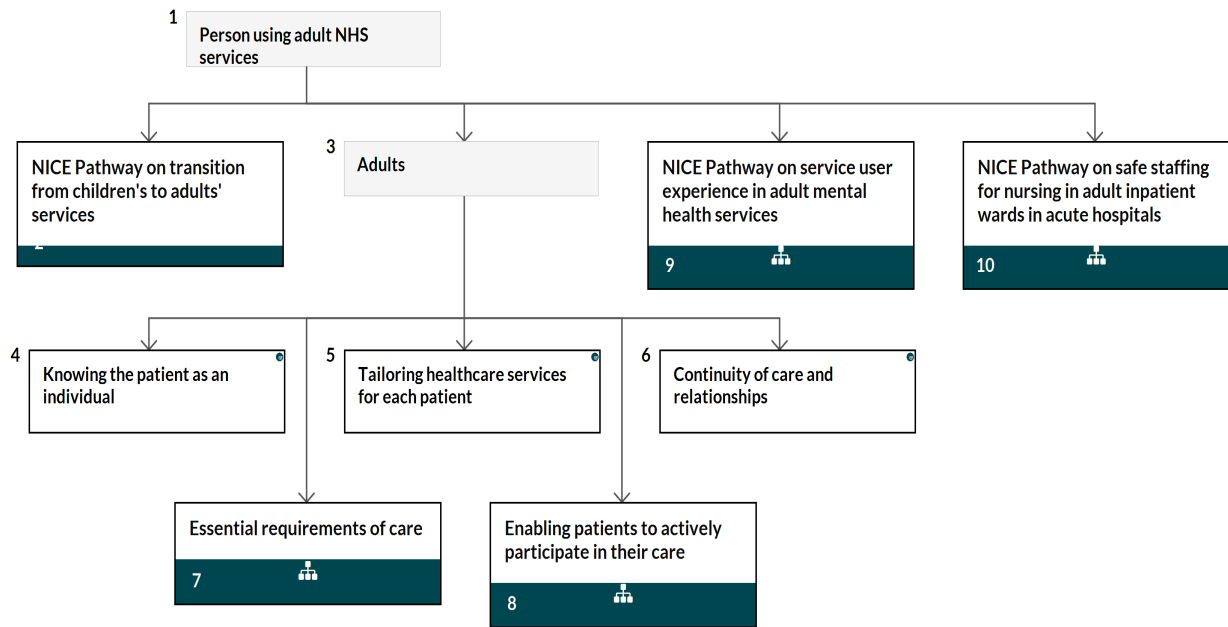 1
Person using adult NHS
services
NICE Pathway on transition
from children's to adults'
services
2
3
Adults
NICE Pathway on service user
experience in adult mental
health services
9
NICE Pathway on safe staffing
for nursing in adult inpatient
wards in acute hospitals
10
4
Knowing the patient as an
individual
5
Tailoring healthcare services
for each patient
6
Continuity of care and
relationships
Essential requirements of care
7
Enabling patients to actively
participate in their care
8